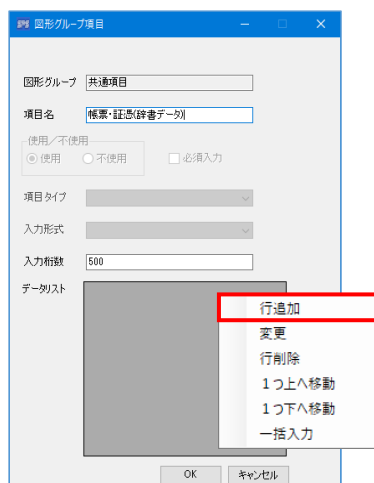 図形グループ項目
図形グループ 共通項目
項目名 帳票・証憑(辞書データ)
使用/不使用
使用 不使用 必須入力
項目タイプ
入力形式
入力桁数 500
データリスト
行追加
変更
行削除
1つ上へ移動
1つ下へ移動
一括入力
OK キャンセル